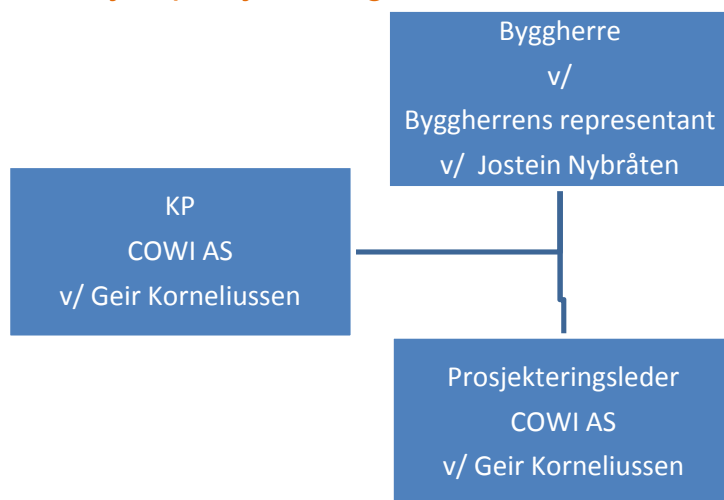 Byggherre
v/
Byggherrens representant
v/ Jostein Nybråten
KP
COWI AS
v/ Geir Korneliussen
Prosjekteringsleder
COWI AS
v/ Geir Korneliussen